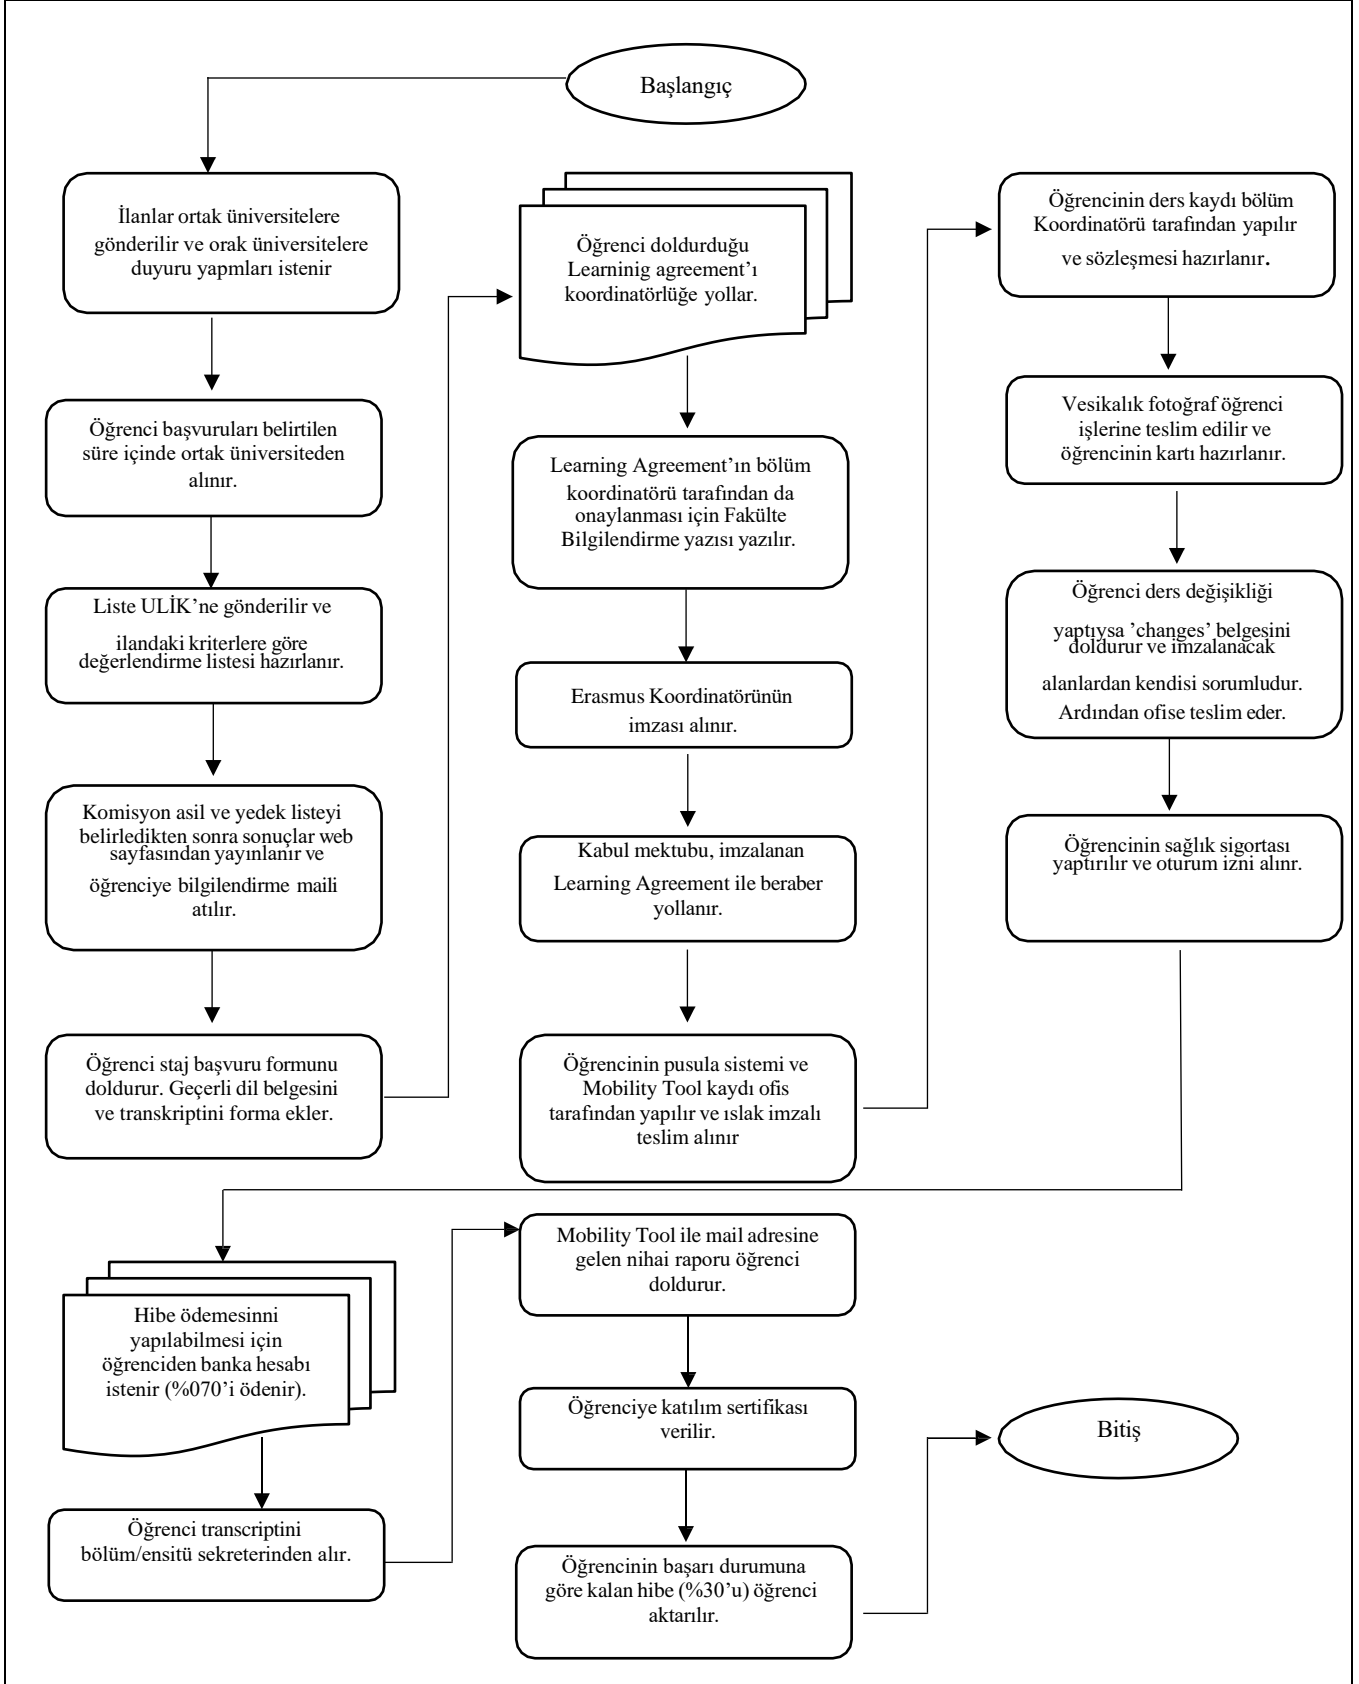 Başlangıç
İlanlar ortak üniversitelere
gönderilir ve orak üniversitelere
duyuru yapmları istenir
Öğrenci başvuruları belirtilen
süre içinde ortak üniversiteden
alınır.
Liste ULİK’ne gönderilir ve
ilandaki kriterlere göre
değerlendirme listesi hazırlanır.
Komisyon asil ve yedek listeyi
belirledikten sonra sonuçlar web
sayfasından yayınlanır ve
öğrenciye bilgilendirme maili
atılır.
Öğrenci staj başvuru formunu
doldurur. Geçerli dil belgesini
ve transkriptini forma ekler.
Öğrenci doldurduğu
Learninig agreement’ı
koordinatörlüğe yollar.
Learning Agreement’ın bölüm
koordinatörü tarafından da
onaylanması için Fakülte
Bilgilendirme yazısı yazılır.
Erasmus Koordinatörünün
imzası alınır.
Kabul mektubu, imzalanan
Learning Agreement ile beraber
yollanır.
Öğrencinin pusula sistemi ve
Mobility Tool kaydı ofis
tarafından yapılır ve ıslak imzalı
teslim alınır
Öğrencinin ders kaydı bölüm
Koordinatörü tarafından yapılır
ve sözleşmesi hazırlanır.
Vesikalık fotoğraf öğrenci
işlerine teslim edilir ve
öğrencinin kartı hazırlanır.
Öğrenci ders değişikliği
yaptıysa ’changes’ belgesini
doldurur ve imzalanacak
alanlardan kendisi sorumludur.
Ardından ofise teslim eder.
Öğrencinin sağlık sigortası
yaptırılır ve oturum izni alınr.
Hibe ödemesinni
yapılabilmesi için
öğrenciden banka hesabı
istenir (%070’i ödenir).
Öğrenci transcriptini
bölüm/ensitü sekreterinden alır.
Mobility Tool ile mail adresine
gelen nihai raporu öğrenci
doldurur.
Öğrenciye katılım sertifikası
verilir.
Öğrencinin başarı durumuna
göre kalan hibe (%30’u) öğrenci
aktarılır.
Bitiş